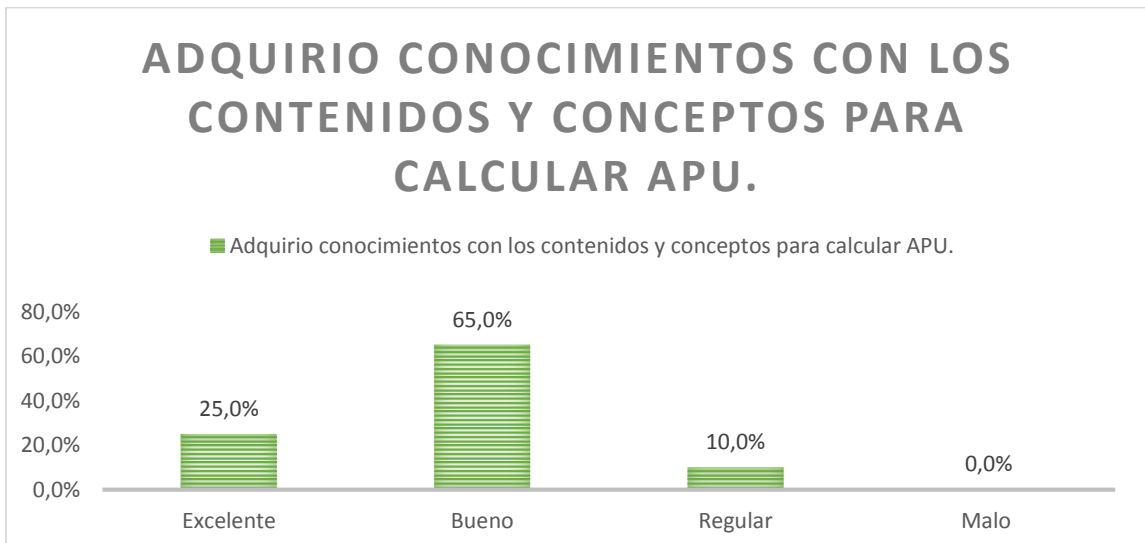 ADQUIRIO CONOCIMIENTOS CON LOS
CONTENIDOS Y CONCEPTOS PARA
CALCULAR APU.
Adquirio conocimientos con los contenidos y conceptos para calcular APU.
80,0%
60,0%
40,0%
20,0%
0,0%
25,0%
65,0%
10,0%
0,0%
Excelente
Bueno
Regular
Malo